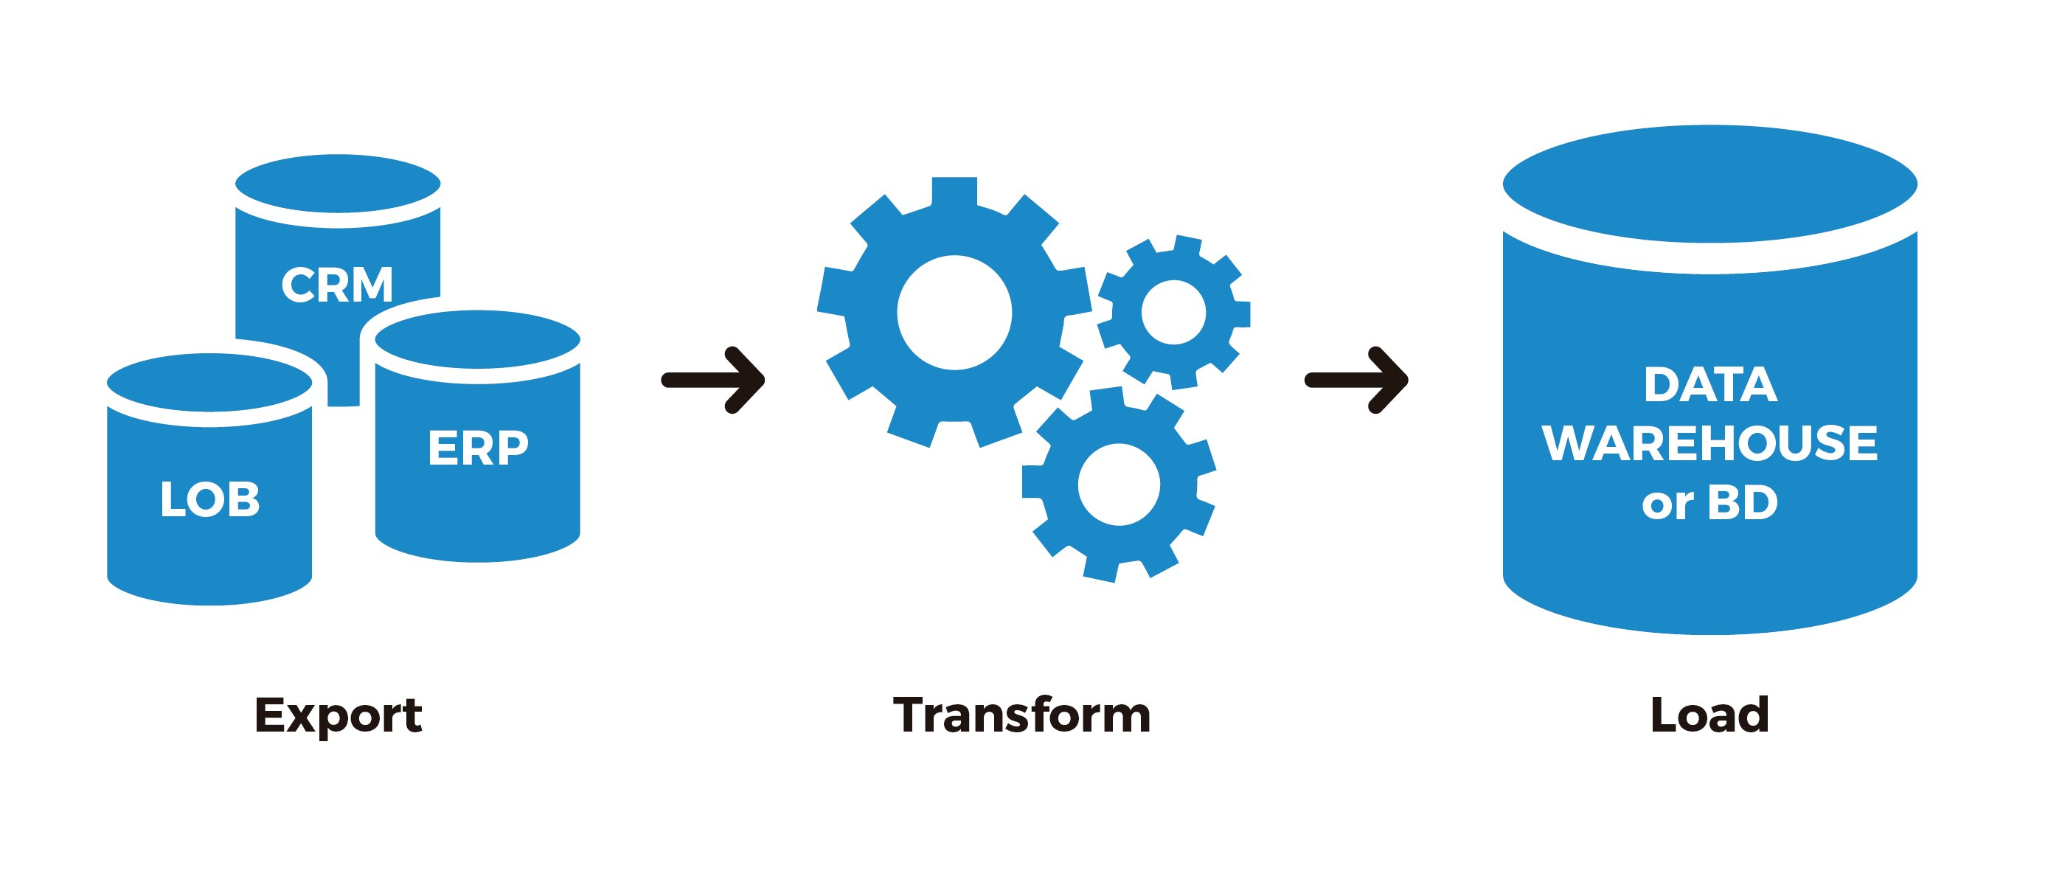 CRM
LOB
ERP
DATA
WAREHOUSE
or BD
Export
Transform
Load